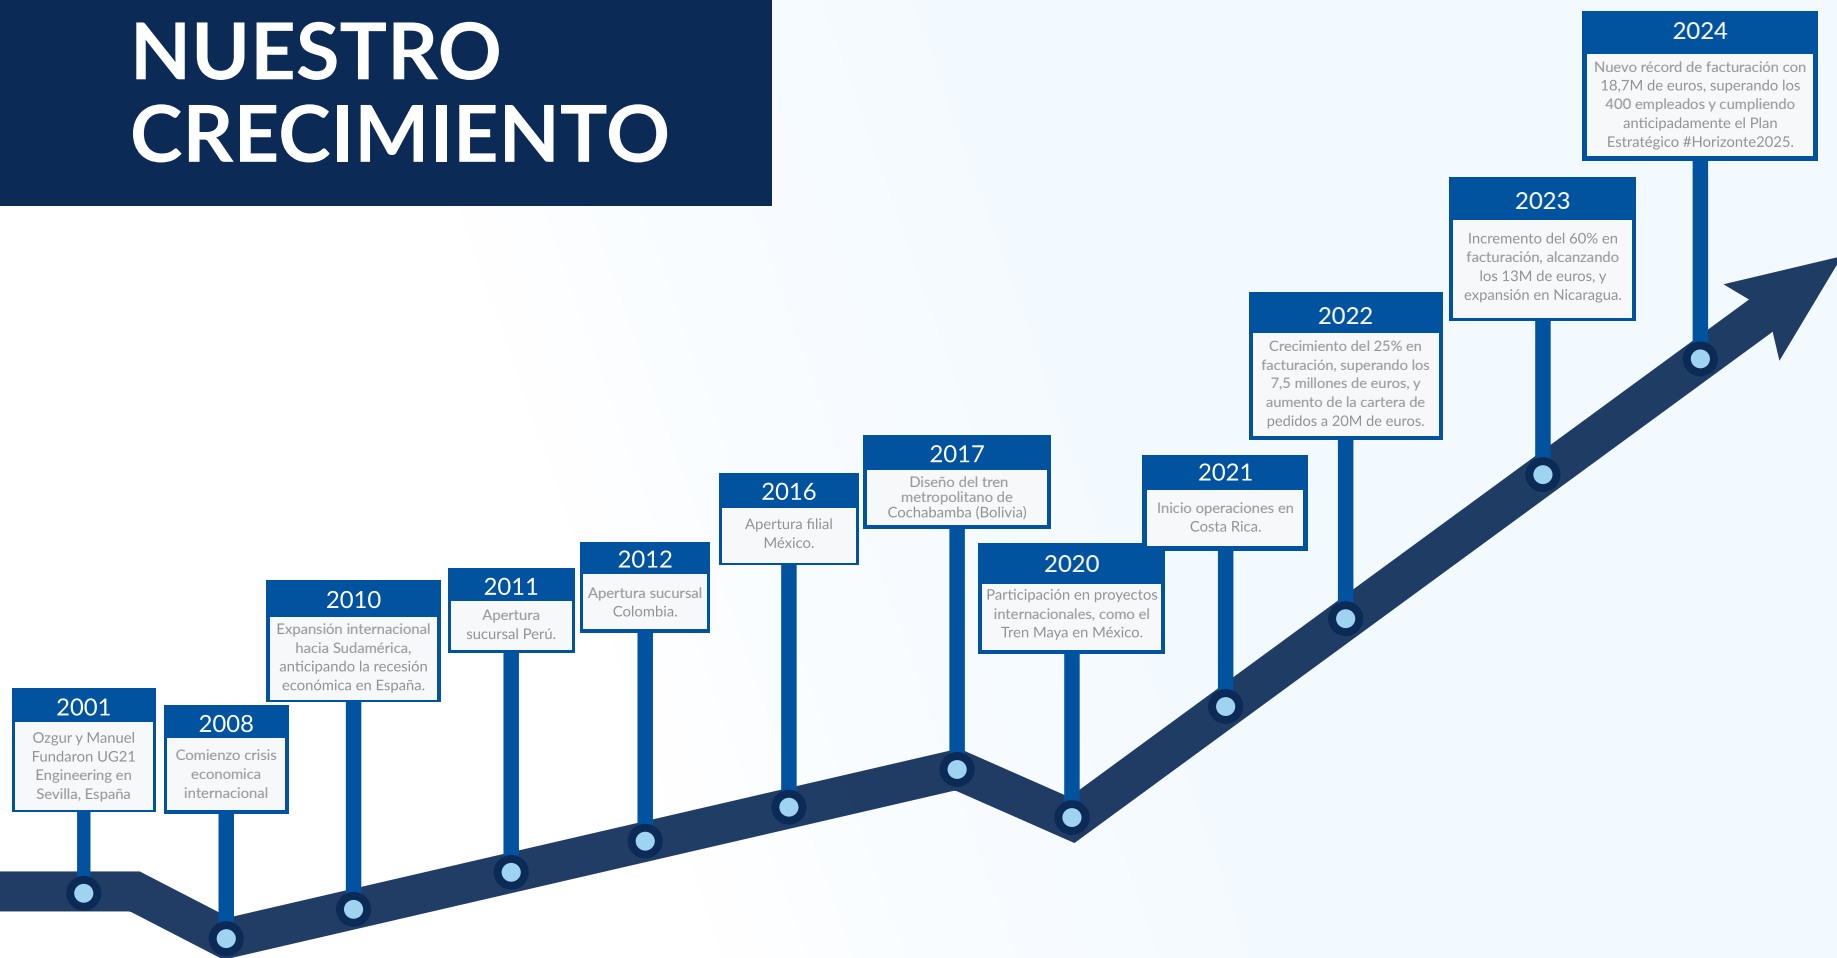 NUESTRO
CRECIMIENTO
2001
Ozgur y Manuel
Fundaron UG21
Engineering en
Sevilla, España
2008
Comienzo crisis
economica
internacional
2010
Expansión internacional
hacia Sudamérica,
anticipando la recesión
económica en España.
2011
Apertura
sucursal Perú.
2012
Apertura sucursal
Colombia.
2016
Apertura filial
México.
2017
Diseño del tren
metropolitano de
Cochabamba (Bolivia)
2020
Participación en proyectos
internacionales, como el
Tren Maya en México.
2021
Inicio operaciones en
Costa Rica.
2022
Crecimiento del 25% en
facturación, superando los
7,5 millones de euros, y
aumento de la cartera de
pedidos a 20M de euros.
2023
Incremento del 60% en
facturación, alcanzando
los 13M de euros, y
expansión en Nicaragua.
2024
Nuevo récord de facturación con
18,7M de euros, superando los
400 empleados y cumpliendo
anticipadamente el Plan
Estratégico #Horizonte2025.